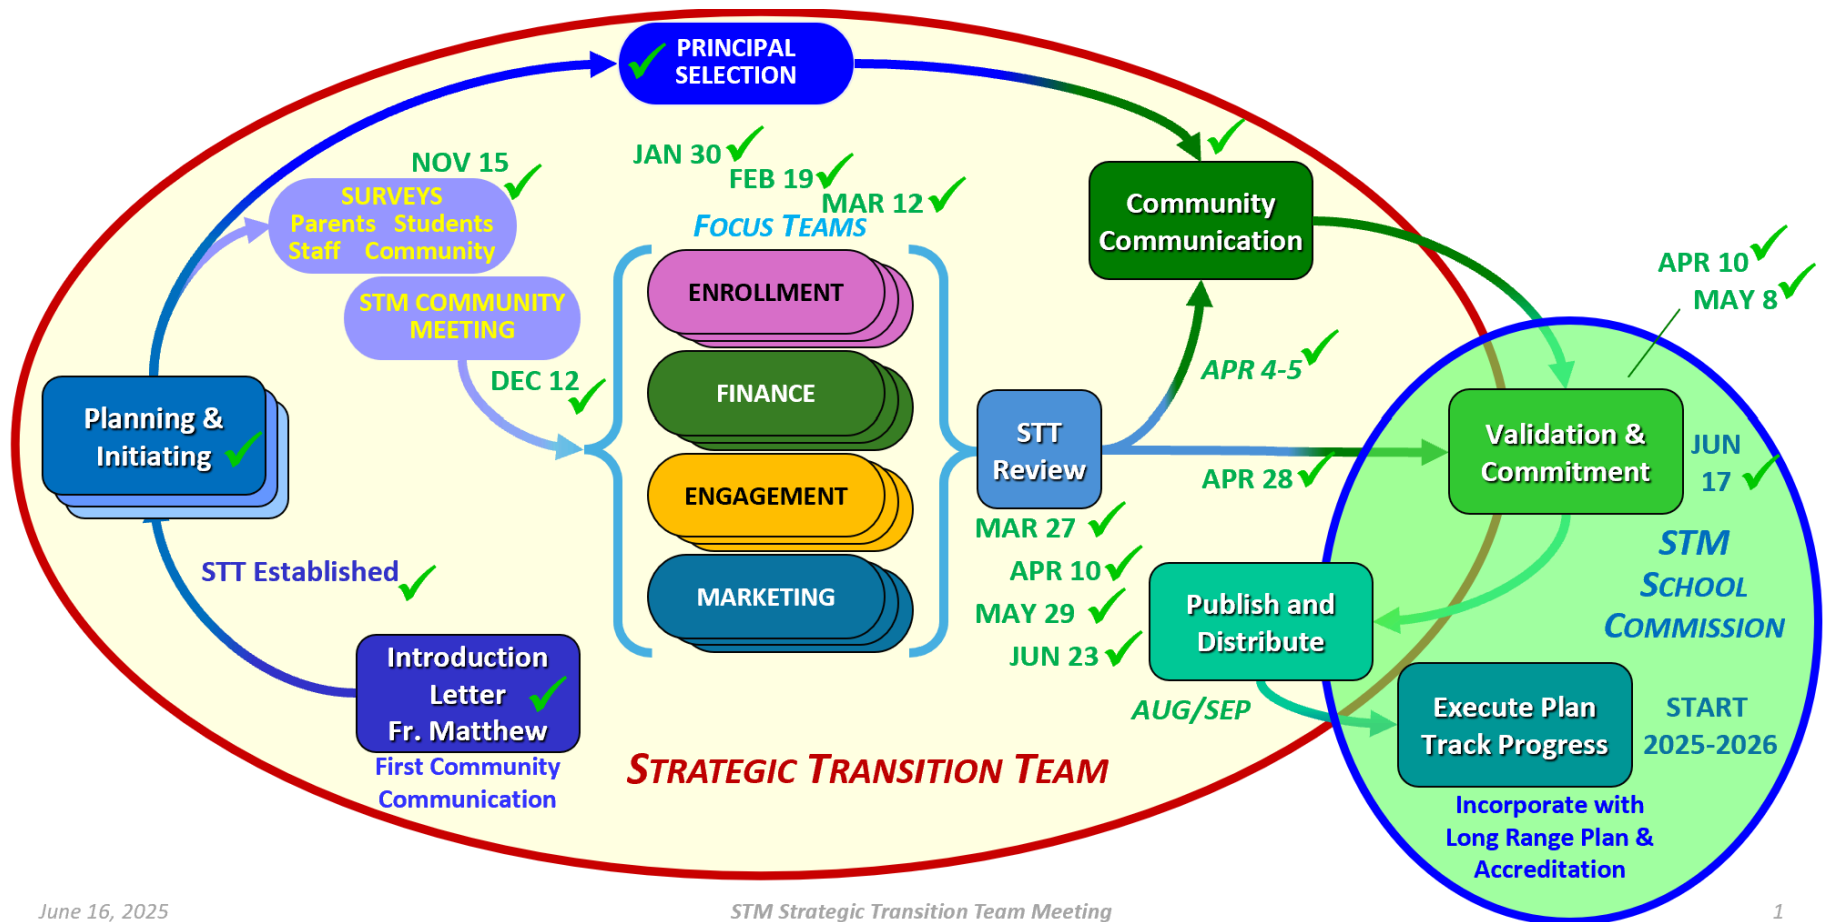 PRINCIPAL
SELECTION
NOV 15
JAN 30
FEB 19
MAR 12
SURVEYS
Parents Students
Staff Community
STM COMMUNITY
MEETING
DEC 12
FOCUS TEAMS
ENROLLMENT
FINANCE
ENGAGEMENT
MARKETING
Community
Communication
APR 10
MAY 8
Planning &
Initiating
STT Established
Introduction
Letter
Fr. Matthew
First Community
Communication
STT
Review
APR 4-5
APR 28
MAR 27
APR 10
MAY 29
JUN 23
Validation &
Commitment
JUN
17
STM
SCHOOL
COMMISSION
Publish and
Distribute
AUG/SEP
Execute Plan
Track Progress
START
2025-2026
Incorporate with
Long Range Plan &
Accreditation
STRATEGIC TRANSITION TEAM
June 16, 2025
STM Strategic Transition Team Meeting
1